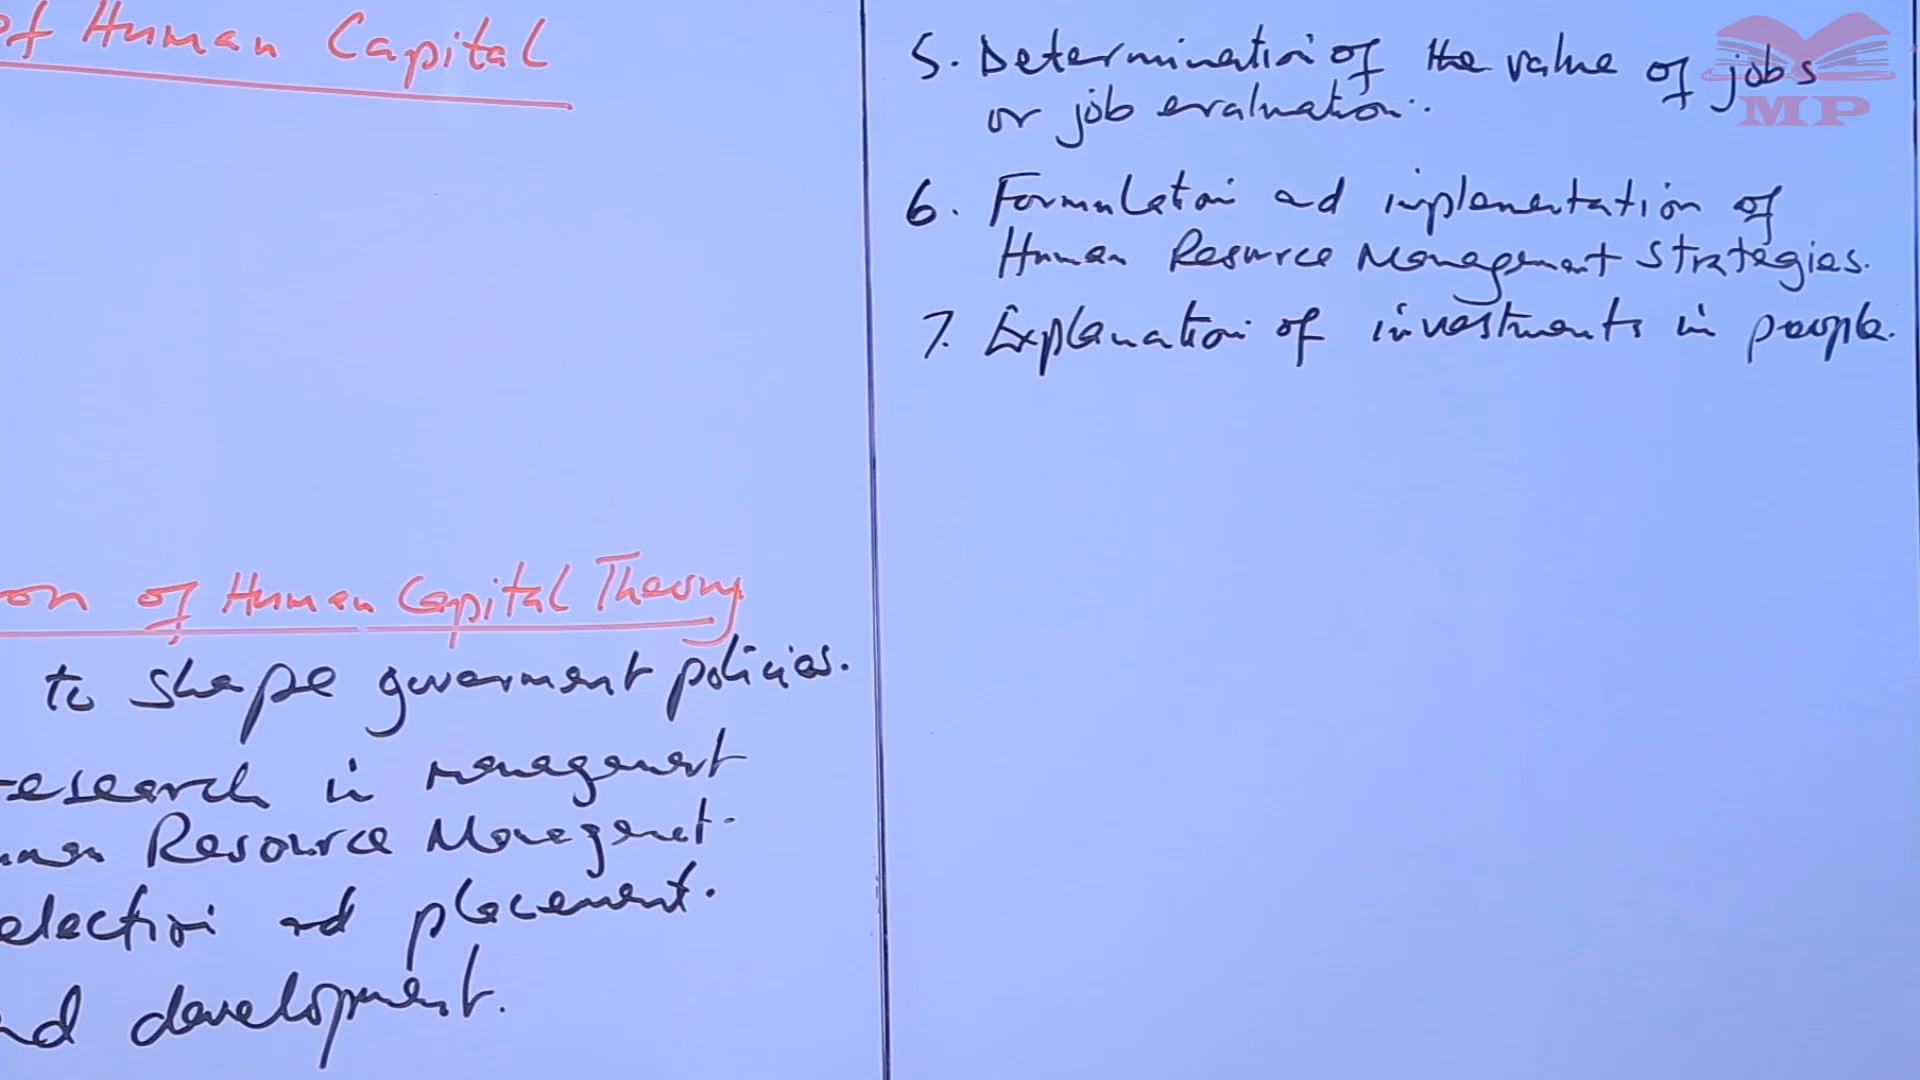 of Human Capital
on of Human Capital Theory
to shape government policies.
research in management
Resource Management.
election and placement.
nd development.
5. Determination of the value of jobs
or job evaluation.
6. Formulation and implementation of
Human Resource Management strategies.
7. Explanation of investments in people.
MP